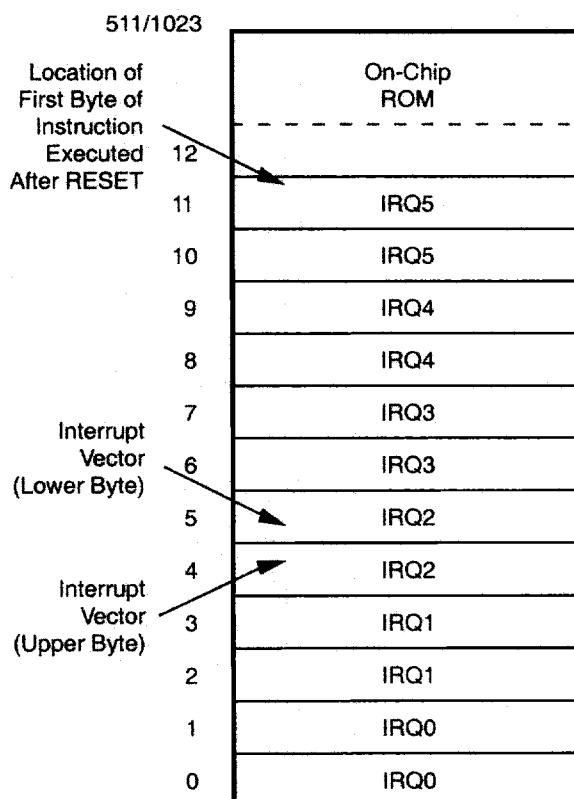 511/1023
Location of
First Byte of
Instruction
Executed
After RESET
On-Chip
ROM
12
11 IRQ5
10 IRQ5
9 IRQ4
8 IRQ4
7 IRQ3
Interrupt
Vector
(Lower Byte)
6 IRQ3
5 IRQ2
4 IRQ2
Interrupt
Vector
(Upper Byte)
3 IRQ1
2 IRQ1
1 IRQ0
0 IRQ0